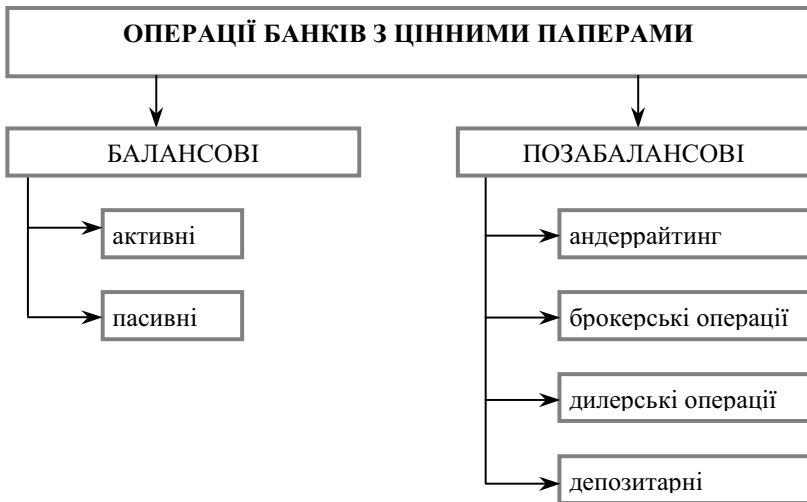 ОПЕРАЦІЇ БАНКІВ З ЦІННИМИ ПАПЕРАМИ
БАЛАНСОВІ
активні
пасивні
ПОЗАБАЛАНСОВІ
андеррайтинг
брокерські операції
дилерські операції
депозитарні